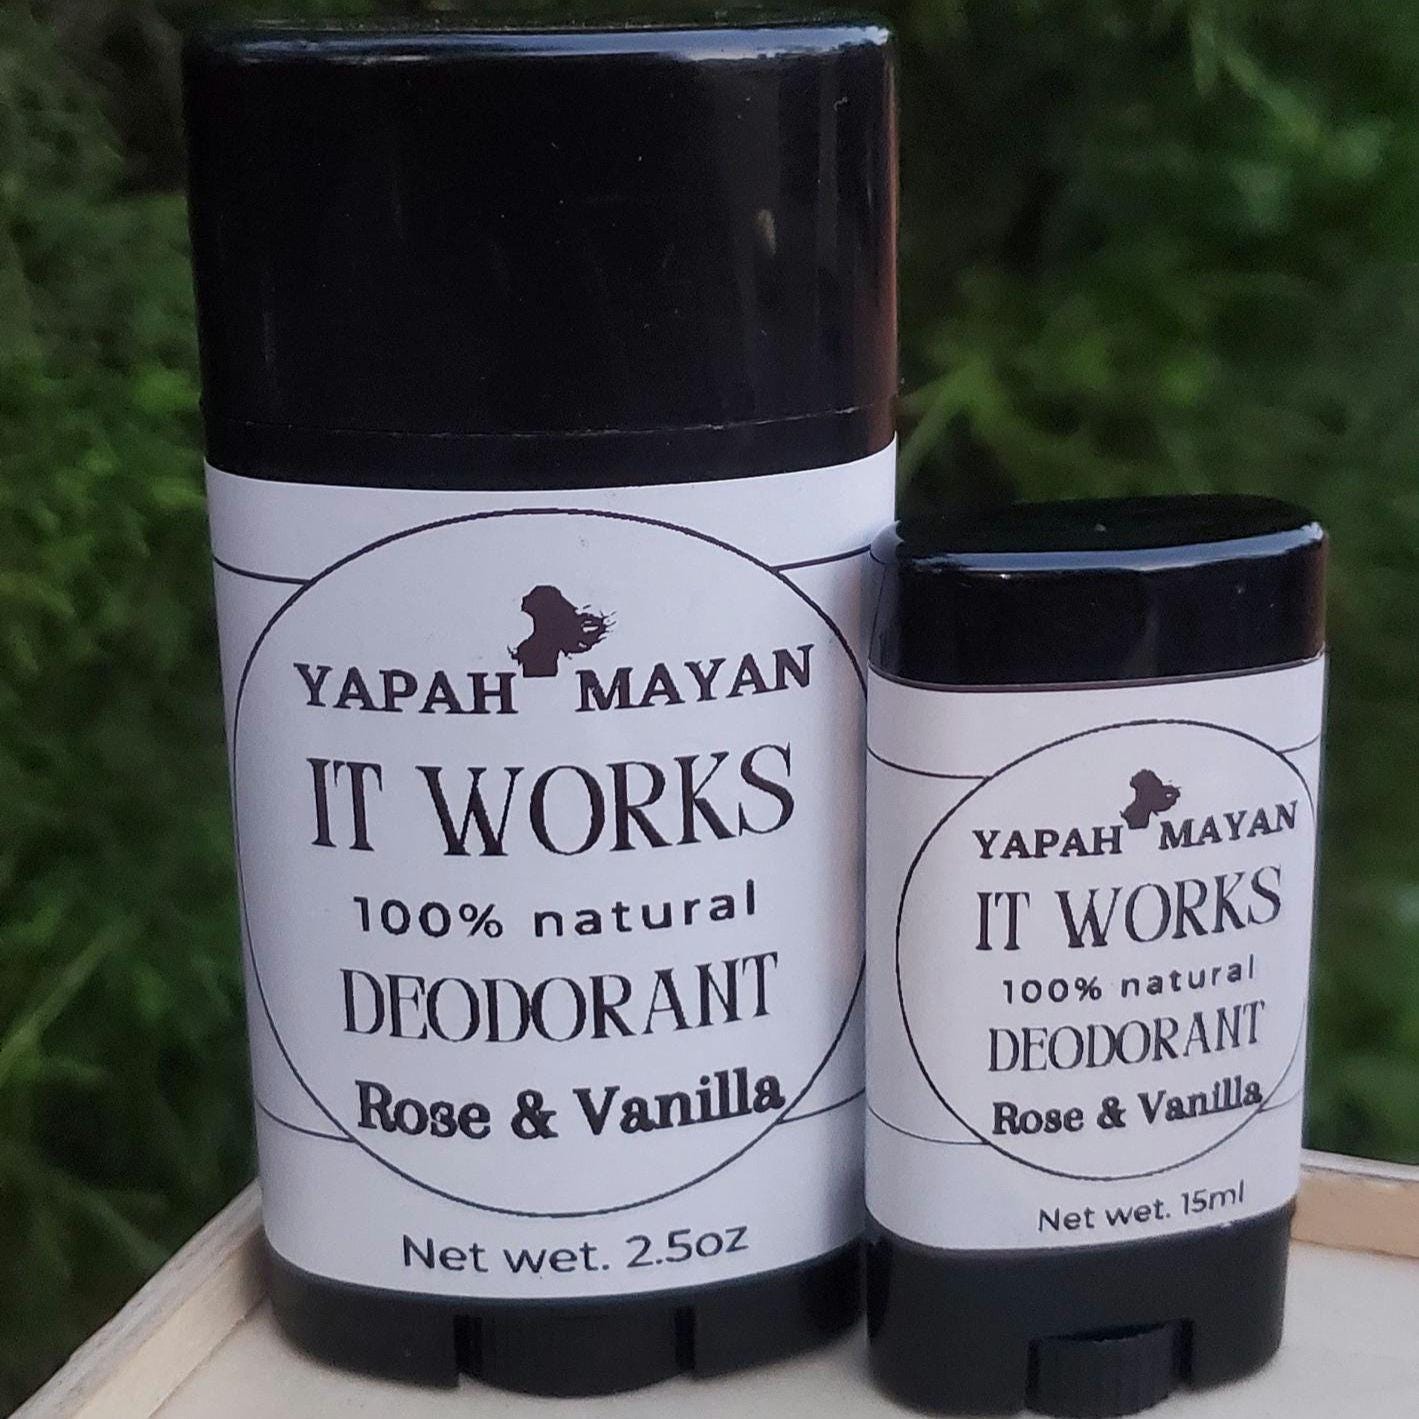 YAPAH MAYAN
IT WORKS
100% natural
DEODORANT
Rose & Vanilla
Net wet. 2.5oz
YAPAH MAYAN
IT WORKS
100% natural
DEODORANT
Rose & Vanilla
Net wet. 15ml